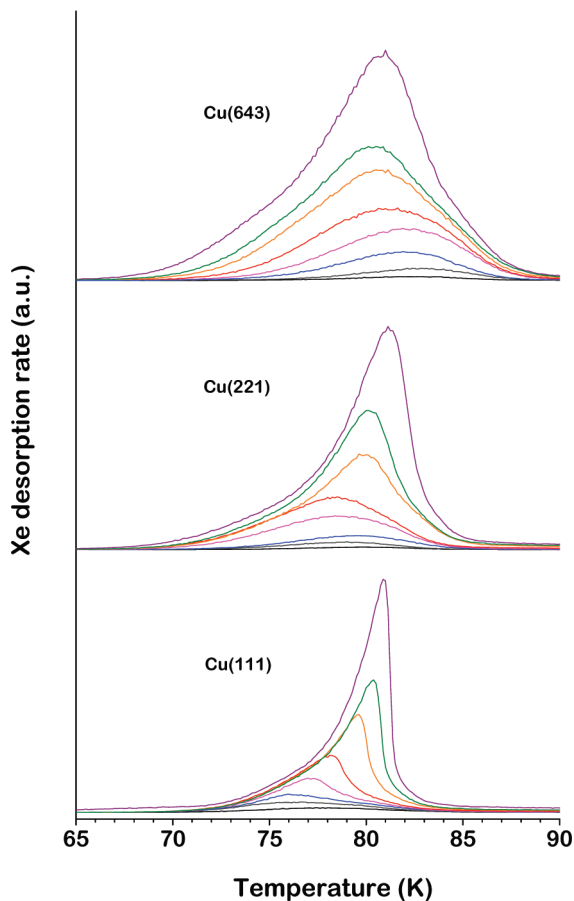 Cu(643)
Cu(221)
Cu(111)
Xe desorption rate (a.u.)
65 70 75 80 85 90
Temperature (K)